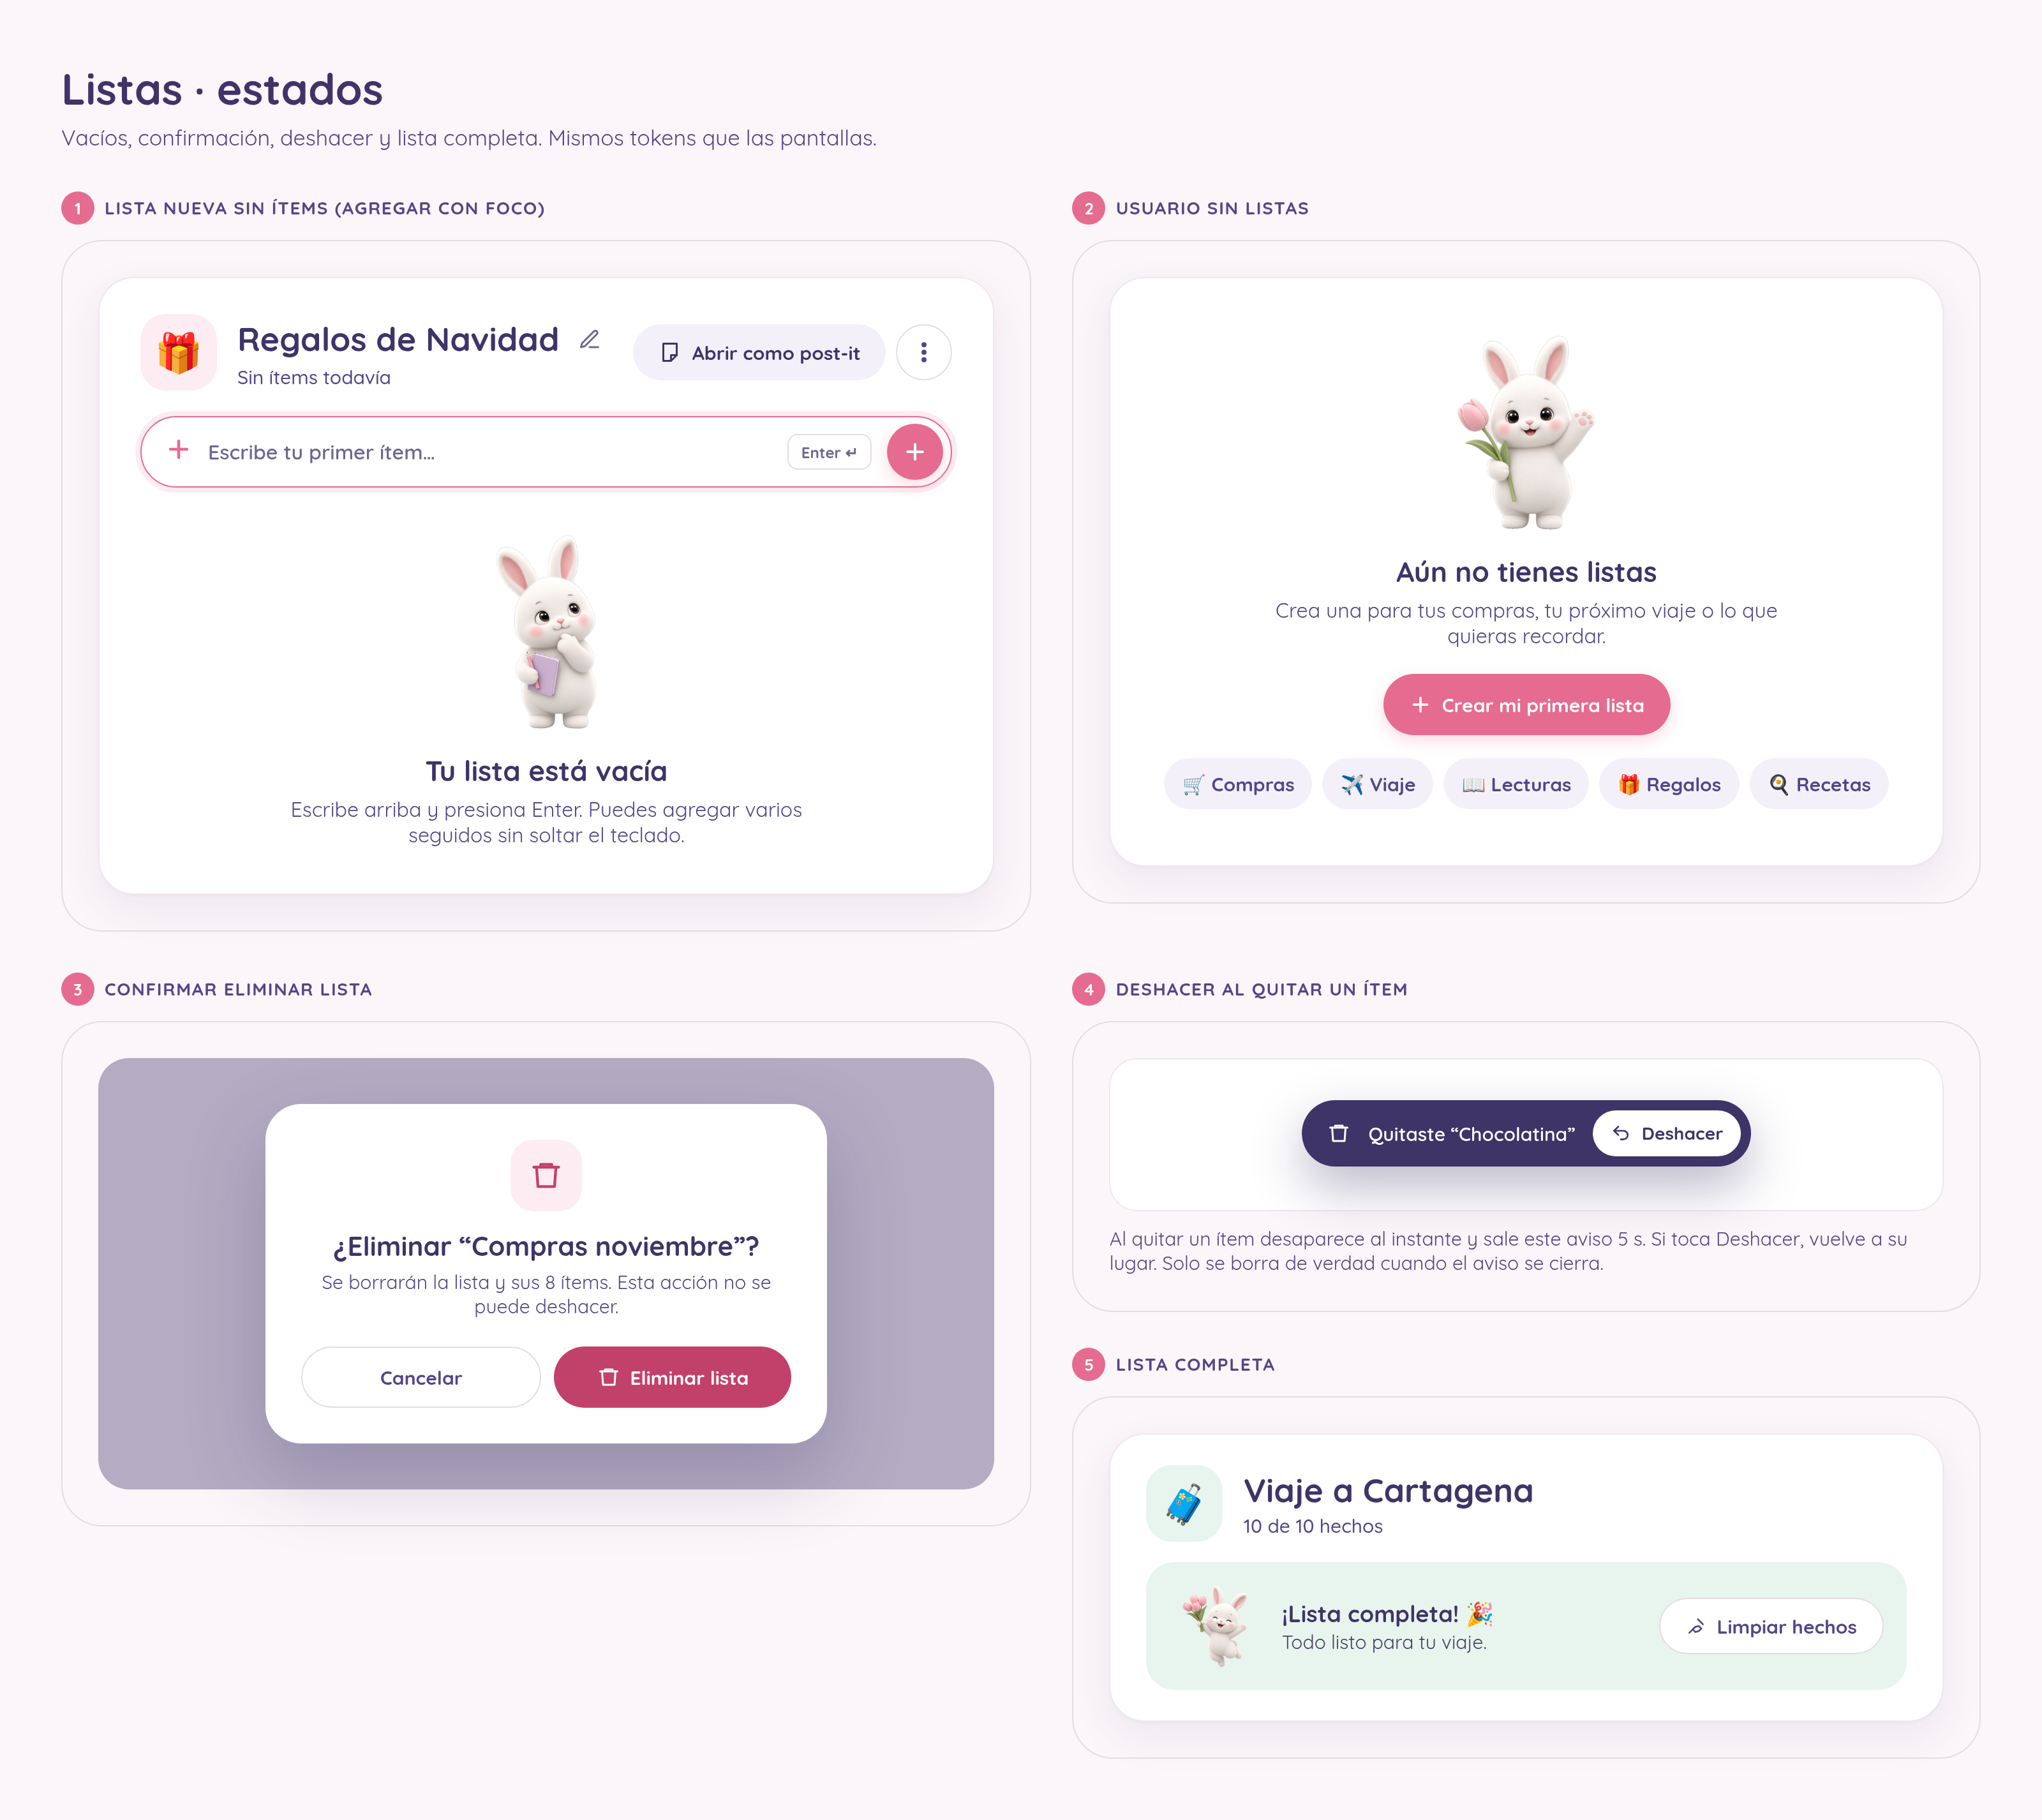 Listas · estados
Vacíos, confirmación, deshacer y lista completa. Mismos tokens que las pantallas.
1 LISTA NUEVA SIN ÍTEMS (AGREGAR CON FOCO)
Regalos de Navidad
Sin ítems todavía
Abrir como post-it
Escribe tu primer ítem...
Enter ↵
Tu lista está vacía
Escribe arriba y presiona Enter. Puedes agregar varios
seguidos sin soltar el teclado.
2 USUARIO SIN LISTAS
Aún no tienes listas
Crea una para tus compras, tu próximo viaje o lo que
quieras recordar.
+ Crear mi primera lista
Compras
Viaje
Lecturas
Regalos
Recetas
3 CONFIRMAR ELIMINAR LISTA
¿Eliminar “Compras noviembre”?
Se borrarán la lista y sus 8 ítems. Esta acción no se
puede deshacer.
Cancelar
Eliminar lista
4 DESHACER AL QUITAR UN ÍTEM
Quitaste “Chocolatina”
Deshacer
Al quitar un ítem desaparece al instante y sale este aviso 5 s. Si toca Deshacer, vuelve a su
lugar. Solo se borra de verdad cuando el aviso se cierra.
5 LISTA COMPLETA
Viaje a Cartagena
10 de 10 hechos
¡Lista completa! 🎉
Todo listo para tu viaje.
Limpiar hechos